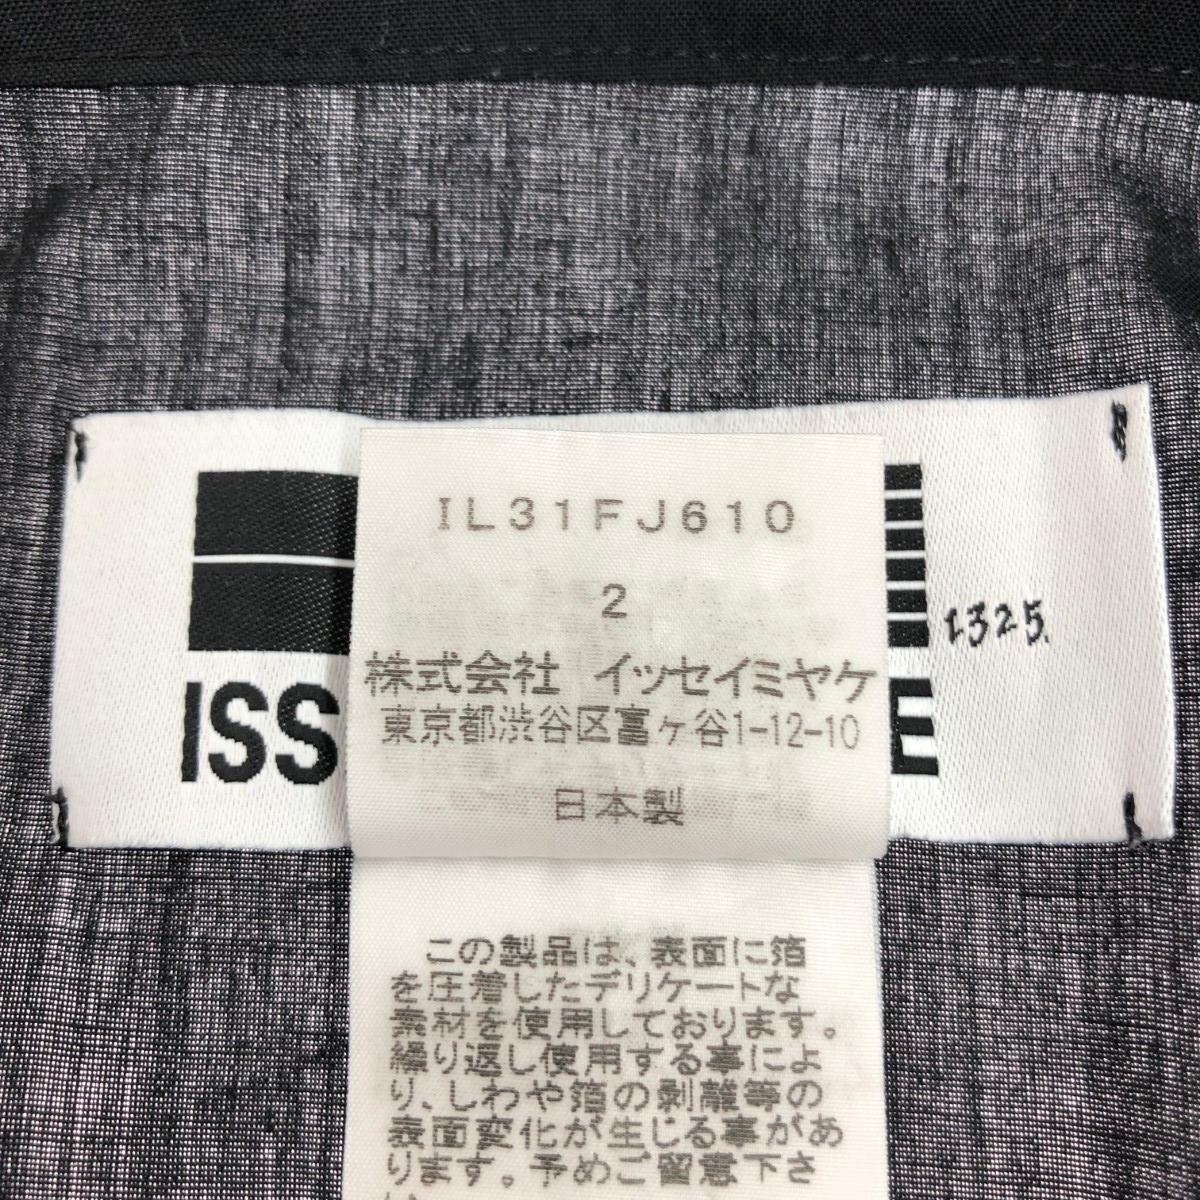 IL31FJ610
2
株式会社 イッセイミヤケ
東京都渋谷区富ヶ谷1-12-10
日本製
1325.
ISS
E
この製品は、表面に箔
を圧着したデリケートな
素材を使用しております。
繰り返し使用する事によ
り、しわや箔の剥離等の
表面変化が生じる事があ
ります。予めご留意下さ